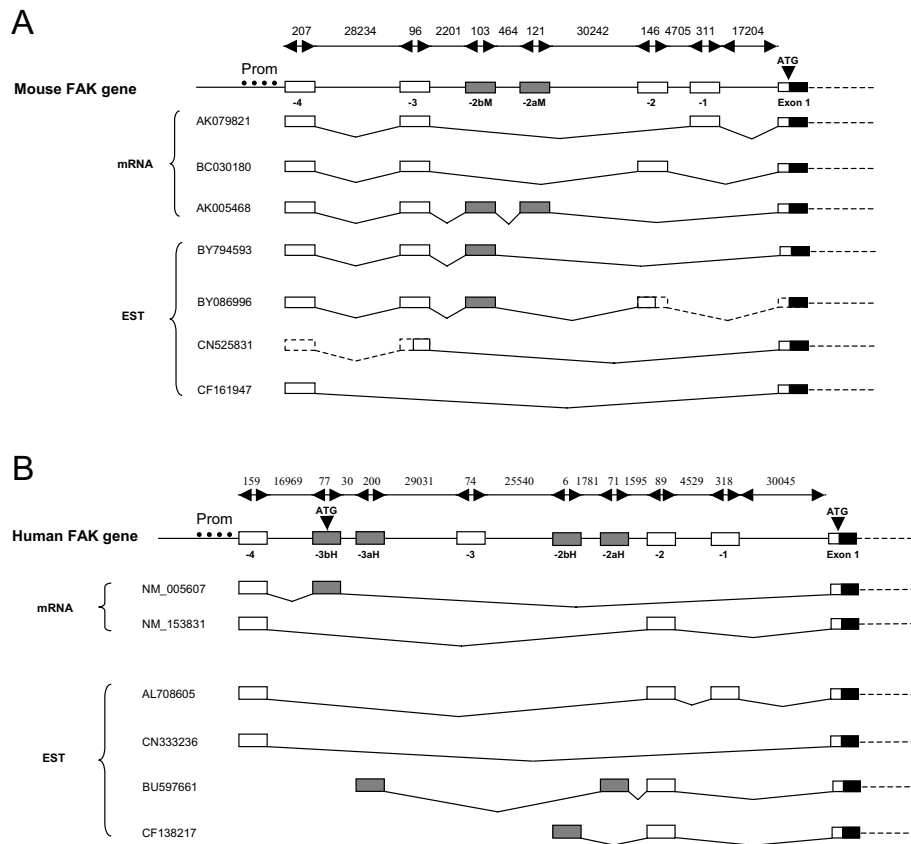 A
207 28234 96 2201 103 464 121 30242 146 4705 311 17204
Prom ATG
Mouse FAK gene
-4 -3 -2bM -2aM -2 -1 Exon 1
mRNA
AK079821
BC030180
AK005468
EST
BY794593
BY086996
CN525831
CF161947
B
159 16969 77 30 200 29031 74 25540 6 1781 71 1595 89 4529 318 30045
Prom ATG ATG
Human FAK gene
-4 -3bH -3aH -3 -2bH -2aH -2 -1 Exon 1
mRNA
NM_005607
NM_153831
EST
AL708605
CN333236
BU597661
CF138217